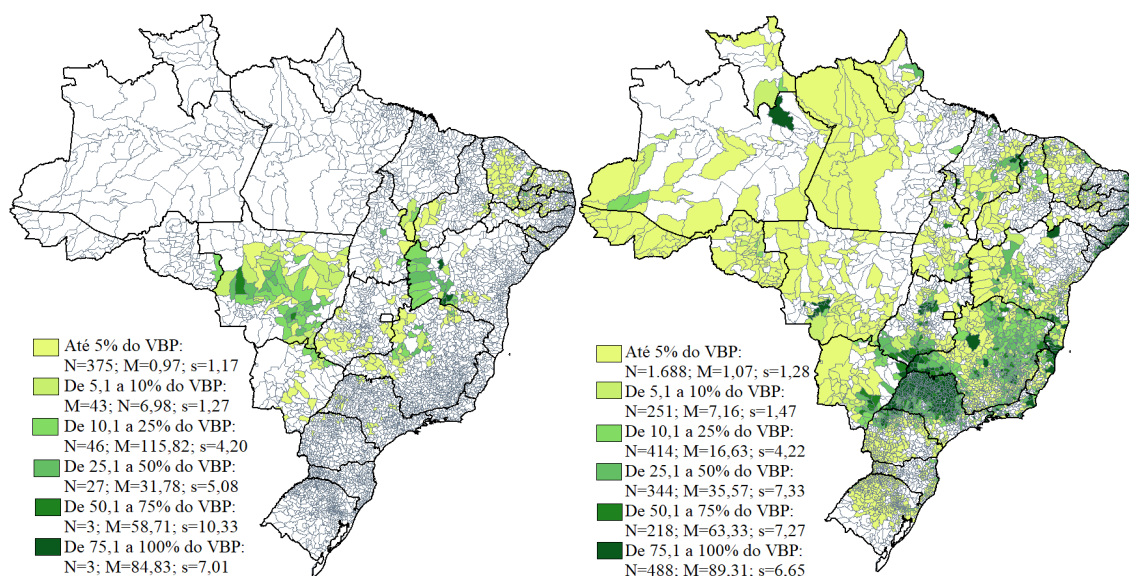 Até 5% do VBP:
N=375; M=0,97; s=1,17
De 5,1 a 10% do VBP:
M=43; N=6,98; s=1,27
De 10,1 a 25% do VBP:
N=46; M=115,82; s=4,20
De 25,1 a 50% do VBP:
N=27; M=31,78; s=5,08
De 50,1 a 75% do VBP:
N=3; M=58,71; s=10,33
De 75,1 a 100% do VBP:
N=3; M=84,83; s=7,01
Até 5% do VBP:
N=1.688; M=1,07; s=1,28
De 5,1 a 10% do VBP:
N=251; M=7,16; s=1,47
De 10,1 a 25% do VBP:
N=414; M=16,63; s=4,22
De 25,1 a 50% do VBP:
N=344; M=35,57; s=7,33
De 50,1 a 75% do VBP:
N=218; M=63,33; s=7,27
De 75,1 a 100% do VBP:
N=488; M=89,31; s=6,65